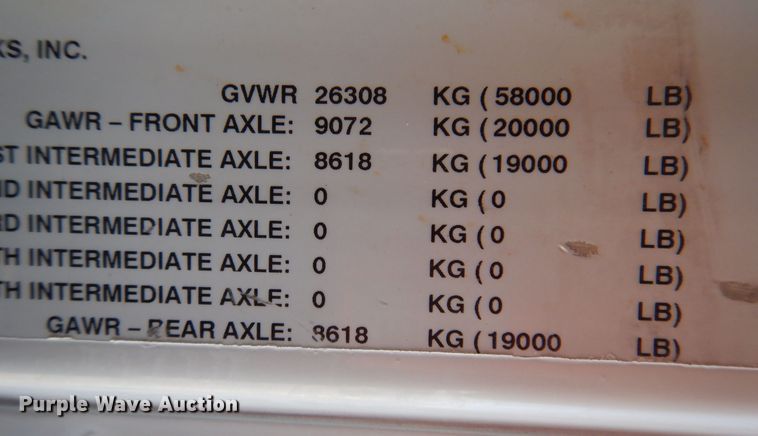 KS, INC.
GVWR 26308 KG ( 58000 LB)
GAWR – FRONT AXLE: 9072 KG ( 20000 LB)
ST INTERMEDIATE AXLE: 8618 KG ( 19000 LB)
ND INTERMEDIATE AXLE: 0 KG ( 0 LB)
RD INTERMEDIATE AXLE: 0 KG ( 0 LB)
TH INTERMEDIATE AXLE: 0 KG ( 0 LB)
TH INTERMEDIATE AXLE: 0 KG ( 0 LB)
GAWR – REAR AXLE: 8618 KG ( 19000 LB)
Purple Wave Auction